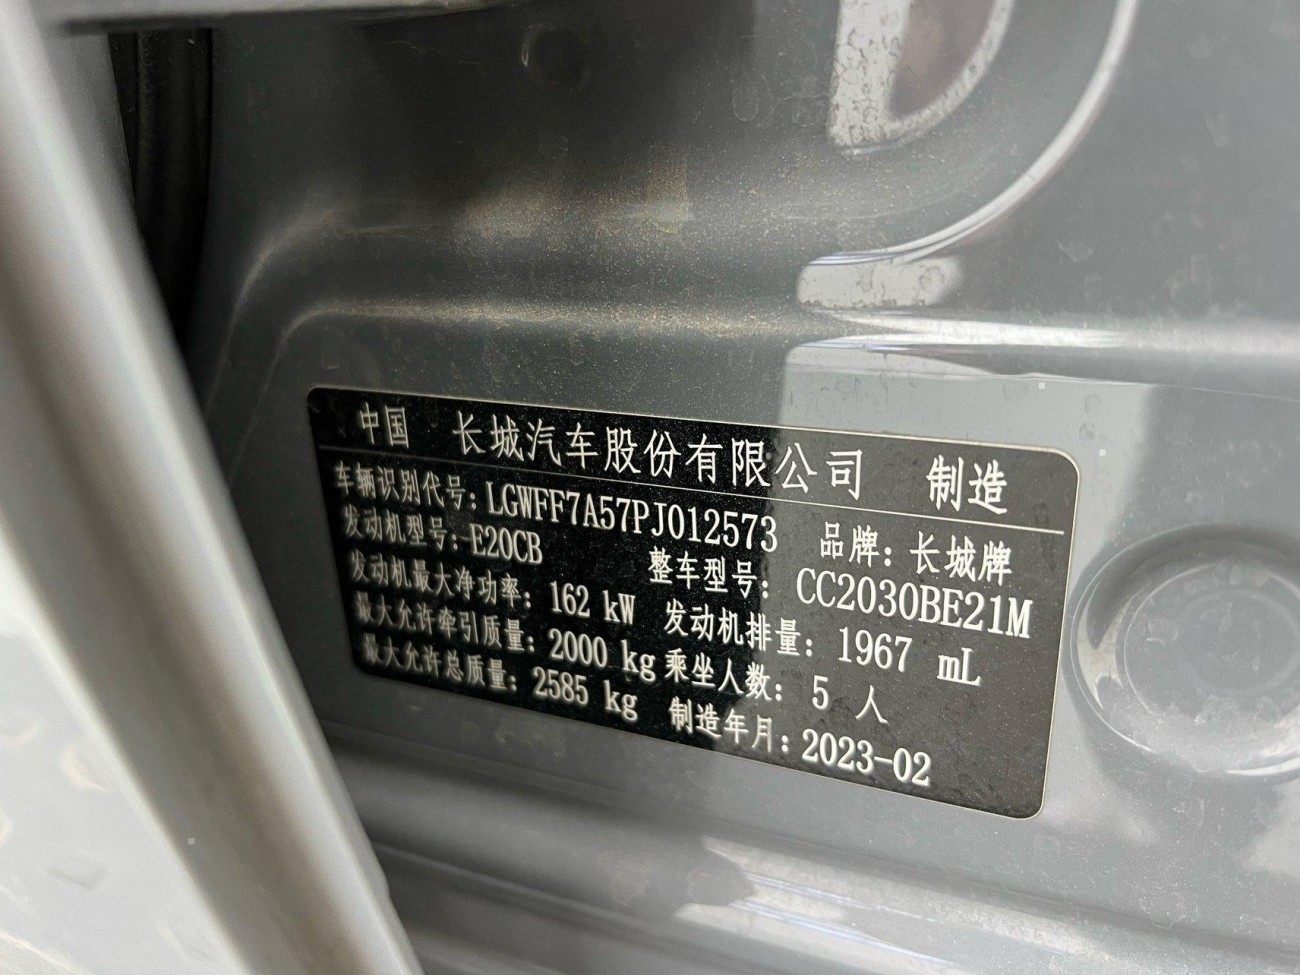 中国 长城汽车股份有限公司 制造
车辆识别代号: LGWFF7A57PJ012573 品牌: 长城牌
发动机型号: E20CB 整车型号: CC2030BE21M
发动机最大净功率: 162 kW 发动机排量: 1967 mL
最大允许牵引质量: 2000 kg 乘坐人数: 5 人
最大允许总质量: 2585 kg 制造年月: 2023-02